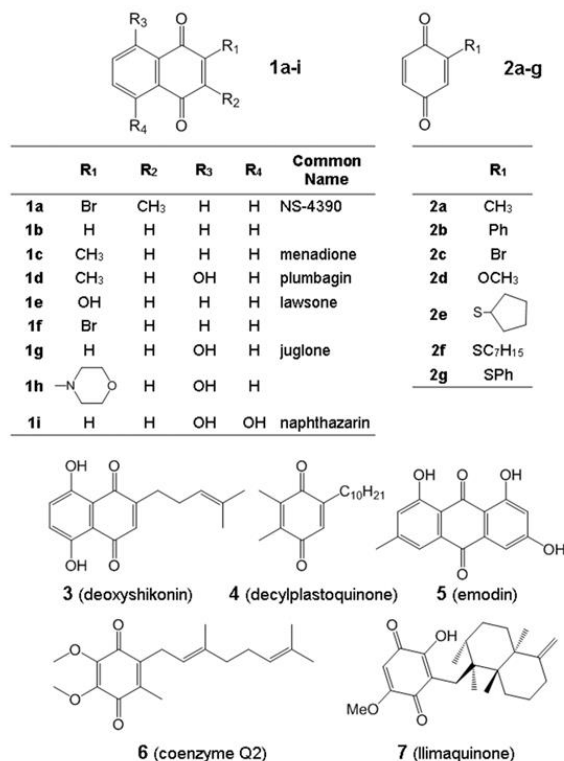 R3
O
R1
R2
R4
O
1a-i
O
R1
O
2a-g
R1 R2 R3 R4 Common Name
1a Br CH3 H H NS-4390
1b H H H H
1c CH3 H H H menadione
1d CH3 H OH H plumbagin
1e OH H H H lawsone
1f Br H H H
1g H H OH H juglone
1h N O H OH H
1i H H OH OH naphthazarin
R1
2a CH3
2b Ph
2c Br
2d OCH3
2e S
2f SC7H15
2g SPh
OH O
OH O
3 (deoxyshikonin)
O
C10H21
O
4 (decylplastoquinone)
OH O OH
OH
O
5 (emodin)
O
O
O
O
6 (coenzyme Q2)
O
OH
MeO
O
7 (Ilimaquinone)